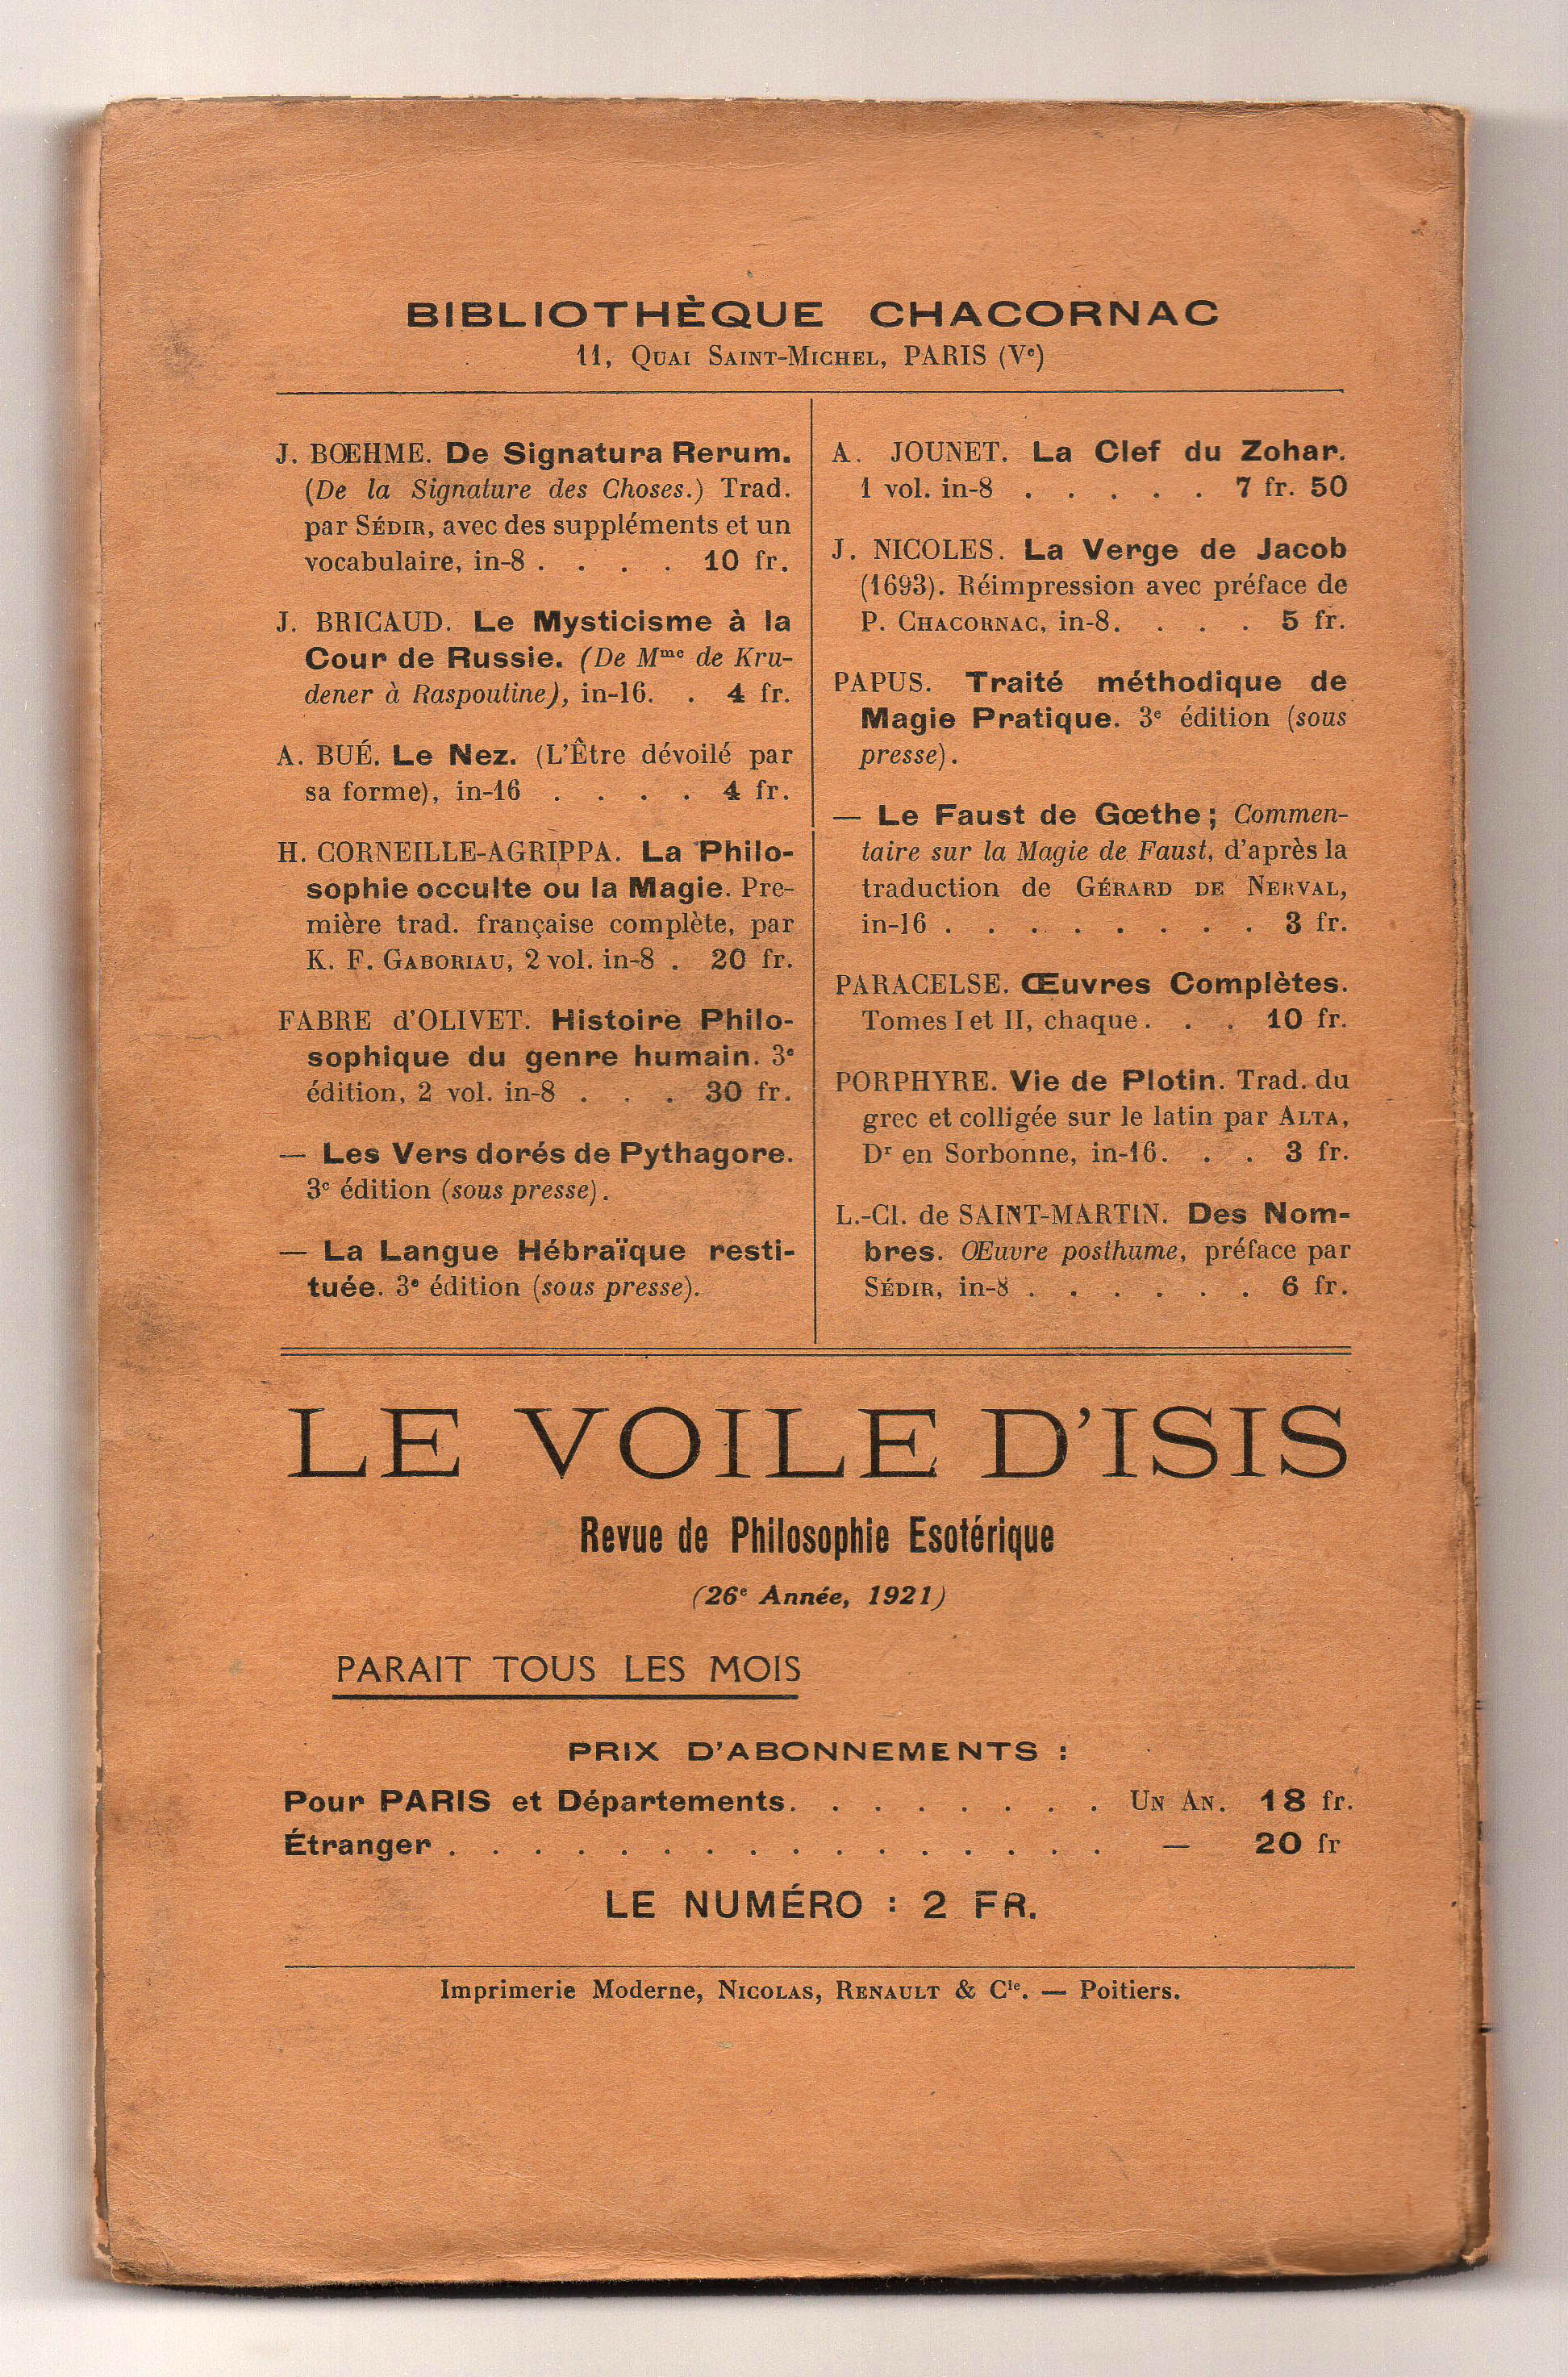 BIBLIOTHÈQUE CHACORNAC
11, Quai Saint-Michel, PARIS (Ve)
J. BŒHME. De Signatura Rerum.
(De la Signature des Choses.) Trad.
par Sédir, avec des suppléments et un
vocabulaire, in-8 . . . . 10 fr.
J. BRICAUD. Le Mysticisme à la
Cour de Russie. (De Mme de Kru-
dener à Raspoutine), in-16. . 4 fr.
A. BUÉ. Le Nez. (L'Être dévoilé par
sa forme), in-16 . . . . 4 fr.
H. CORNEILLE-AGRIPPA. La Philo-
sophie occulte ou la Magie. Pre-
mière trad. française complète, par
K. F. Gaboriau, 2 vol. in-8 . 20 fr.
FABRE d'OLIVET. Histoire Philo-
sophique du genre humain. 3e
édition, 2 vol. in-8 . . . 30 fr.
— Les Vers dorés de Pythagore.
3e édition (sous presse).
— La Langue Hébraïque resti-
tuée. 3e édition (sous presse).
A. JOUNET. La Clef du Zohar.
1 vol. in-8 . . . . . 7 fr. 50
J. NICOLES. La Verge de Jacob
(1693). Réimpression avec préface de
P. Chacornac, in-8. . . . 5 fr.
PAPUS. Traité méthodique de
Magie Pratique. 3e édition (sous
presse).
— Le Faust de Gœthe ; Commen-
taire sur la Magie de Faust, d'après la
traduction de Gérard de Nerval,
in-16 . . . . . . . . 3 fr.
PARACELSE. Œuvres Complètes.
Tomes I et II, chaque. . . 10 fr.
PORPHYRE. Vie de Plotin. Trad. du
grec et colligée sur le latin par Alta,
Dr en Sorbonne, in-16. . . 3 fr.
L.-Cl. de SAINT-MARTIN. Des Nom-
bres. Œuvre posthume, préface par
Sédir, in-8 . . . . . . 6 fr.
LE VOILE D'ISIS
Revue de Philosophie Esotérique
(26e Année, 1921)
PARAIT TOUS LES MOIS
PRIX D'ABONNEMENTS :
Pour PARIS et Départements. . . . . . . . Un An. 18 fr.
Étranger . . . . . . . . . . . . . . . . — 20 fr
LE NUMÉRO : 2 FR.
Imprimerie Moderne, Nicolas, Renault & Cie. — Poitiers.